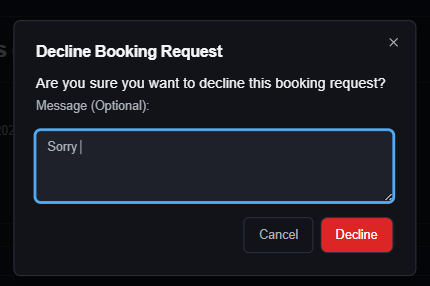 Decline Booking Request
Are you sure you want to decline this booking request?
Message (Optional):
Sorry
Cancel Decline